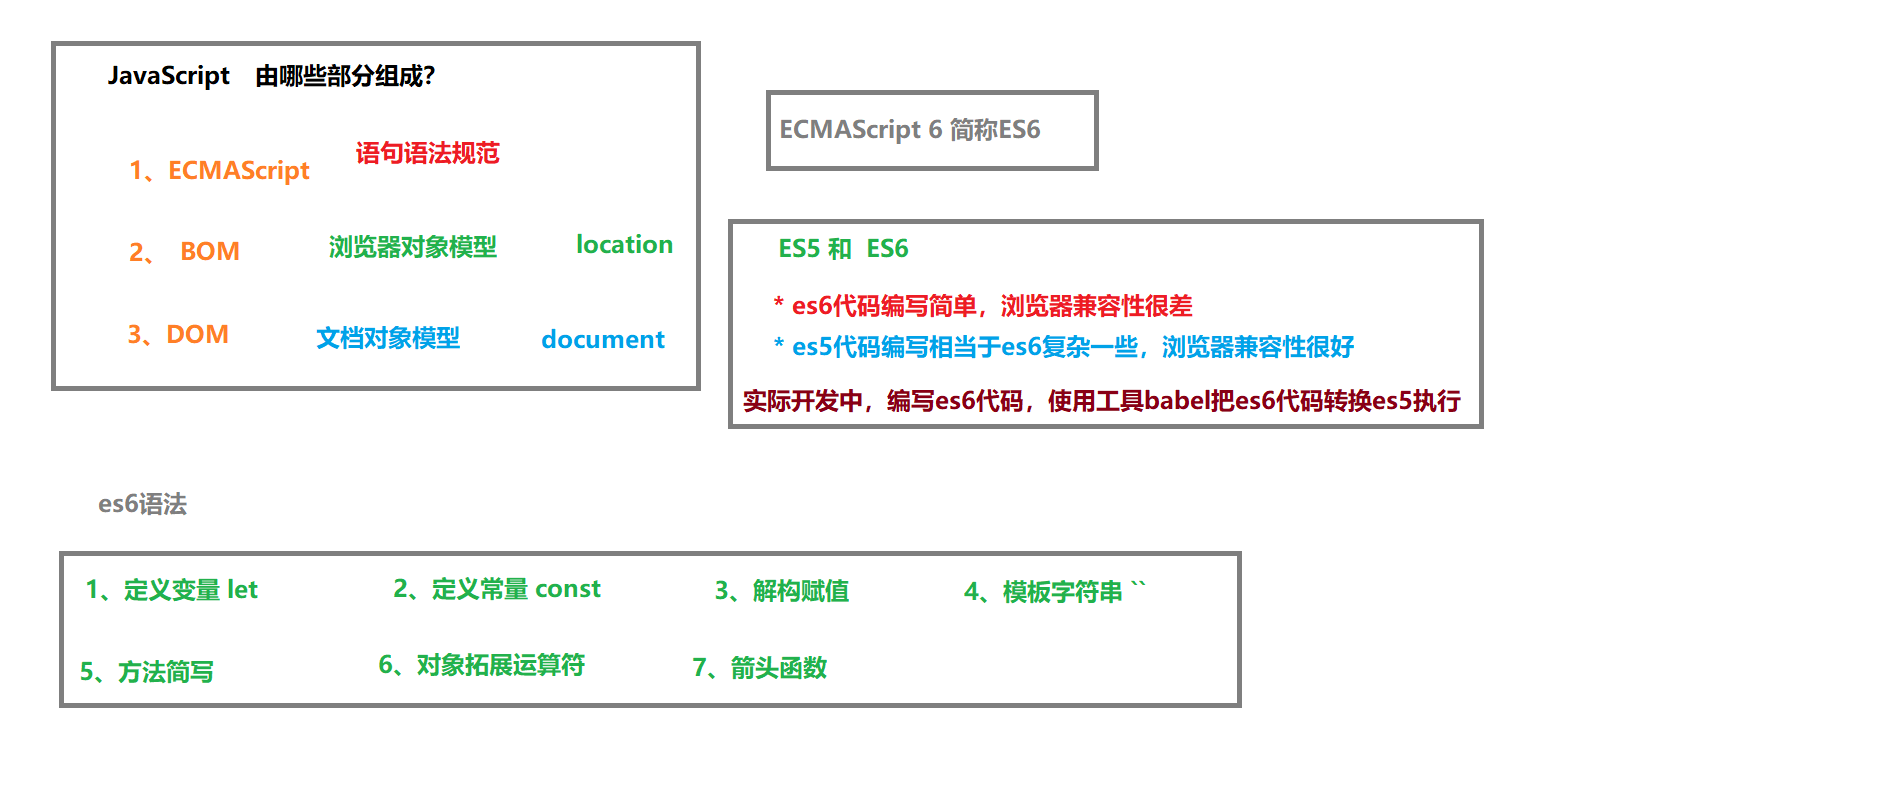 JavaScript 由哪些部分组成?
1、ECMAScript 语句语法规范
2、 BOM 浏览器对象模型 location
3、DOM 文档对象模型 document
ECMAScript 6 简称ES6
ES5 和 ES6
* es6代码编写简单，浏览器兼容性很差
* es5代码编写相当于es6复杂一些，浏览器兼容性很好
实际开发中，编写es6代码，使用工具babel把es6代码转换es5执行
es6语法
1、定义变量 let 2、定义常量 const 3、解构赋值 4、模板字符串 ``
5、方法简写 6、对象拓展运算符 7、箭头函数